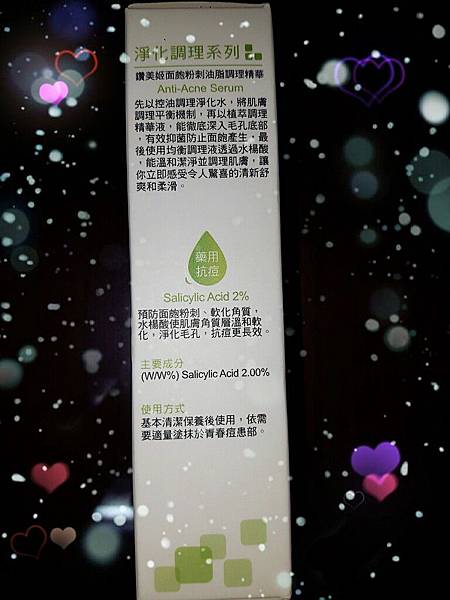 淨化調理系列
鑽美姬面皰粉刺油脂調理精華
Anti-Acne Serum
先以控油調理淨化水，將肌膚
調理平衡機制，再以植萃調理
精華液，能徹底深入毛孔底部
，有效抑菌防止面皰產生。最
後使用均衡調理液透過水楊酸
，能溫和潔淨並調理肌膚，讓
你立即感受令人驚喜的清新舒
爽和柔滑。
藥用
抗痘
Salicylic Acid 2%
預防面皰粉刺、軟化角質，
水楊酸使肌膚角質層溫和軟
化，淨化毛孔，抗痘更長效。
主要成分
(W/W%) Salicylic Acid 2.00%
使用方式
基本清潔保養後使用，依需
要適量塗抹於青春痘患部。